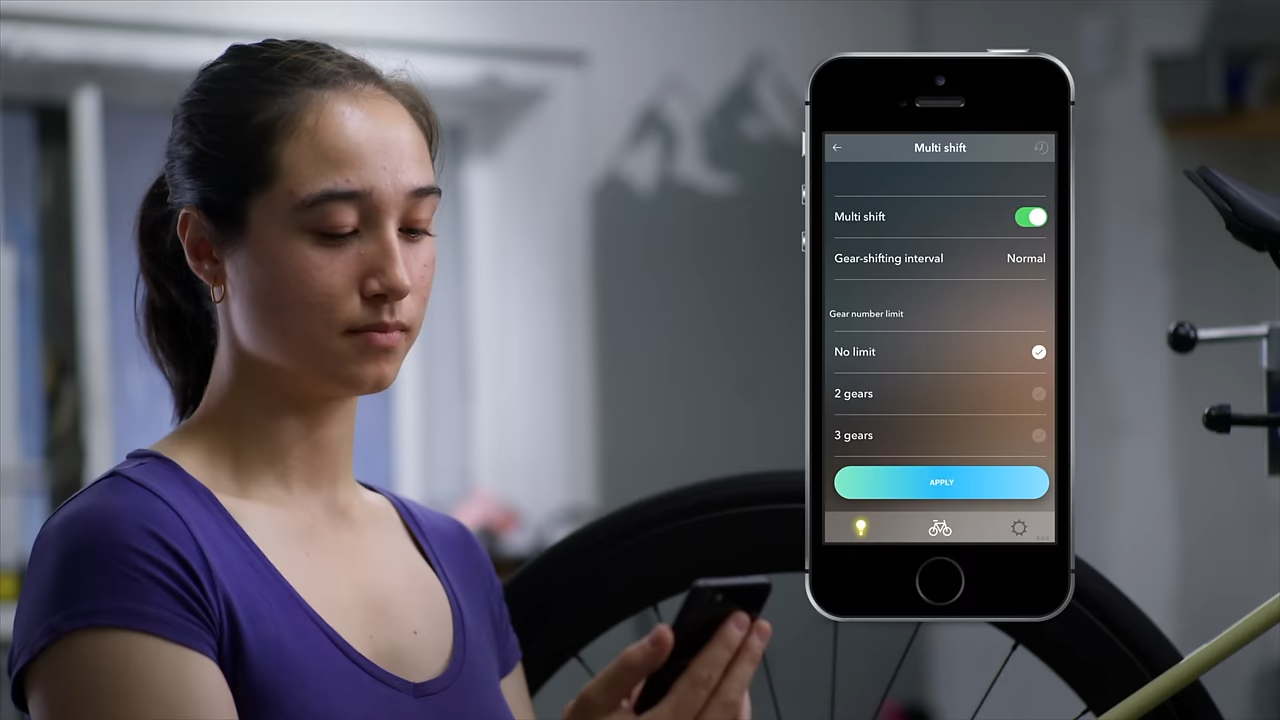 Multi shift
Multi shift
Gear-shifting interval Normal
Gear number limit
No limit
2 gears
3 gears
APPLY